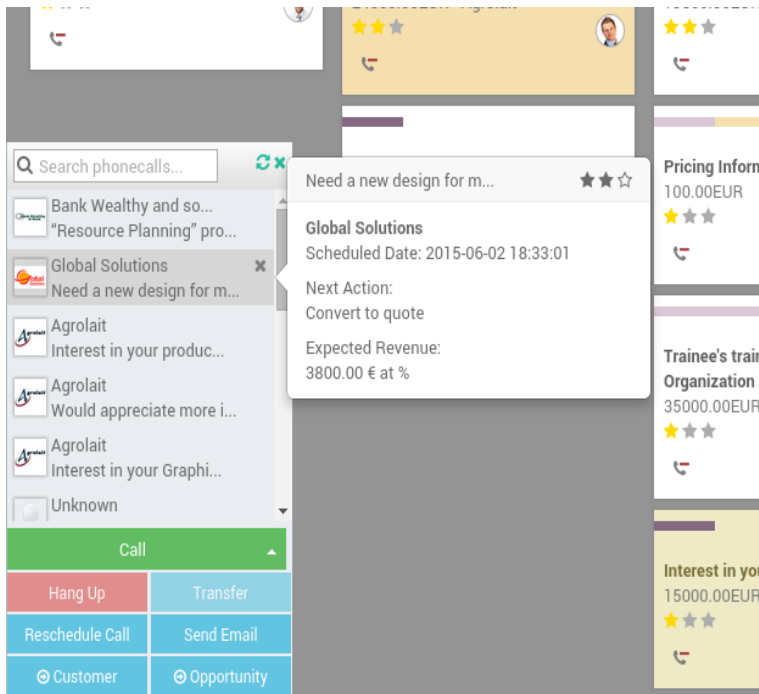 Search phonecalls...
Bank Wealthy and so...
“Resource Planning” pro...
Global Solutions
Need a new design for m...
Agrolait
Interest in your produc...
Agrolait
Would appreciate more i...
Agrolait
Interest in your Graphi...
Unknown
Call
Hang Up
Transfer
Reschedule Call
Send Email
Customer
Opportunity
Need a new design for m...
Global Solutions
Scheduled Date: 2015-06-02 18:33:01
Next Action:
Convert to quote
Expected Revenue:
3800.00 € at %
Pricing Inforn
100.00EUR
Trainee's train
Organization
35000.00EUR
Interest in you
15000.00EUR